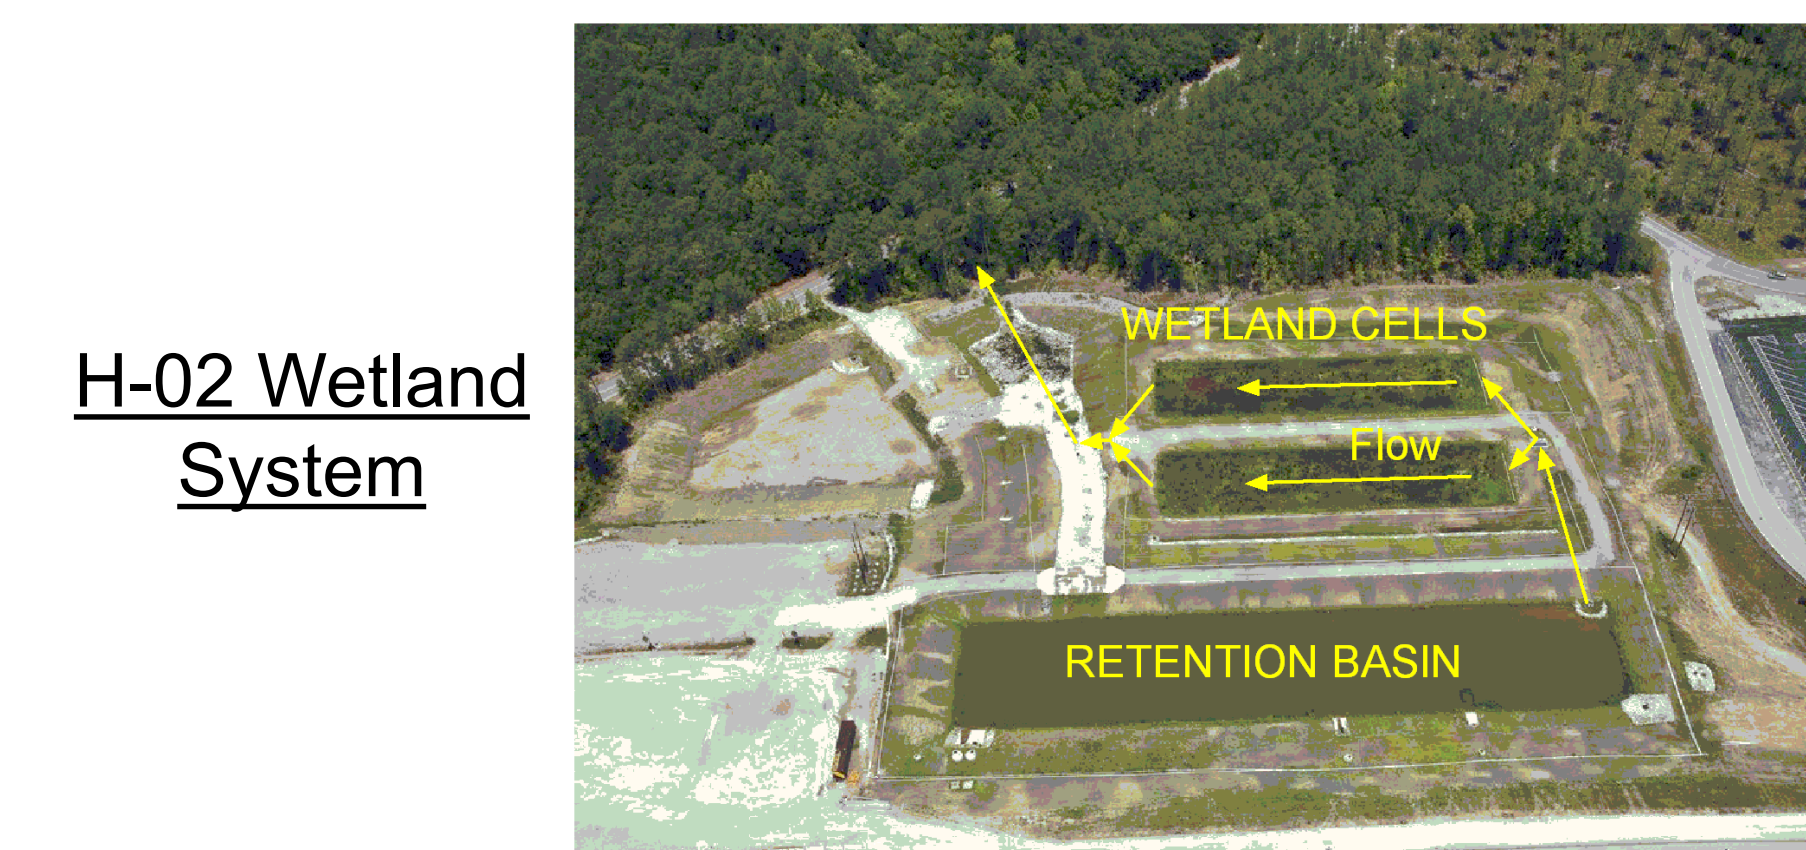 H-02 Wetland
System
WETLAND CELLS
Flow
RETENTION BASIN